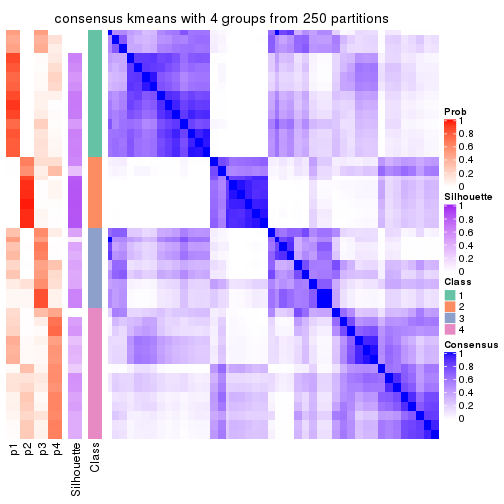 consensus kmeans with 4 groups from 250 partitions
p1
p2
p3
p4
Silhouette
Class
Prob
1
0.8
0.6
0.4
0.2
0
Silhouette
1
0.8
0.6
0.4
0.2
0
Class
1
2
3
4
Consensus
1
0.8
0.6
0.4
0.2
0